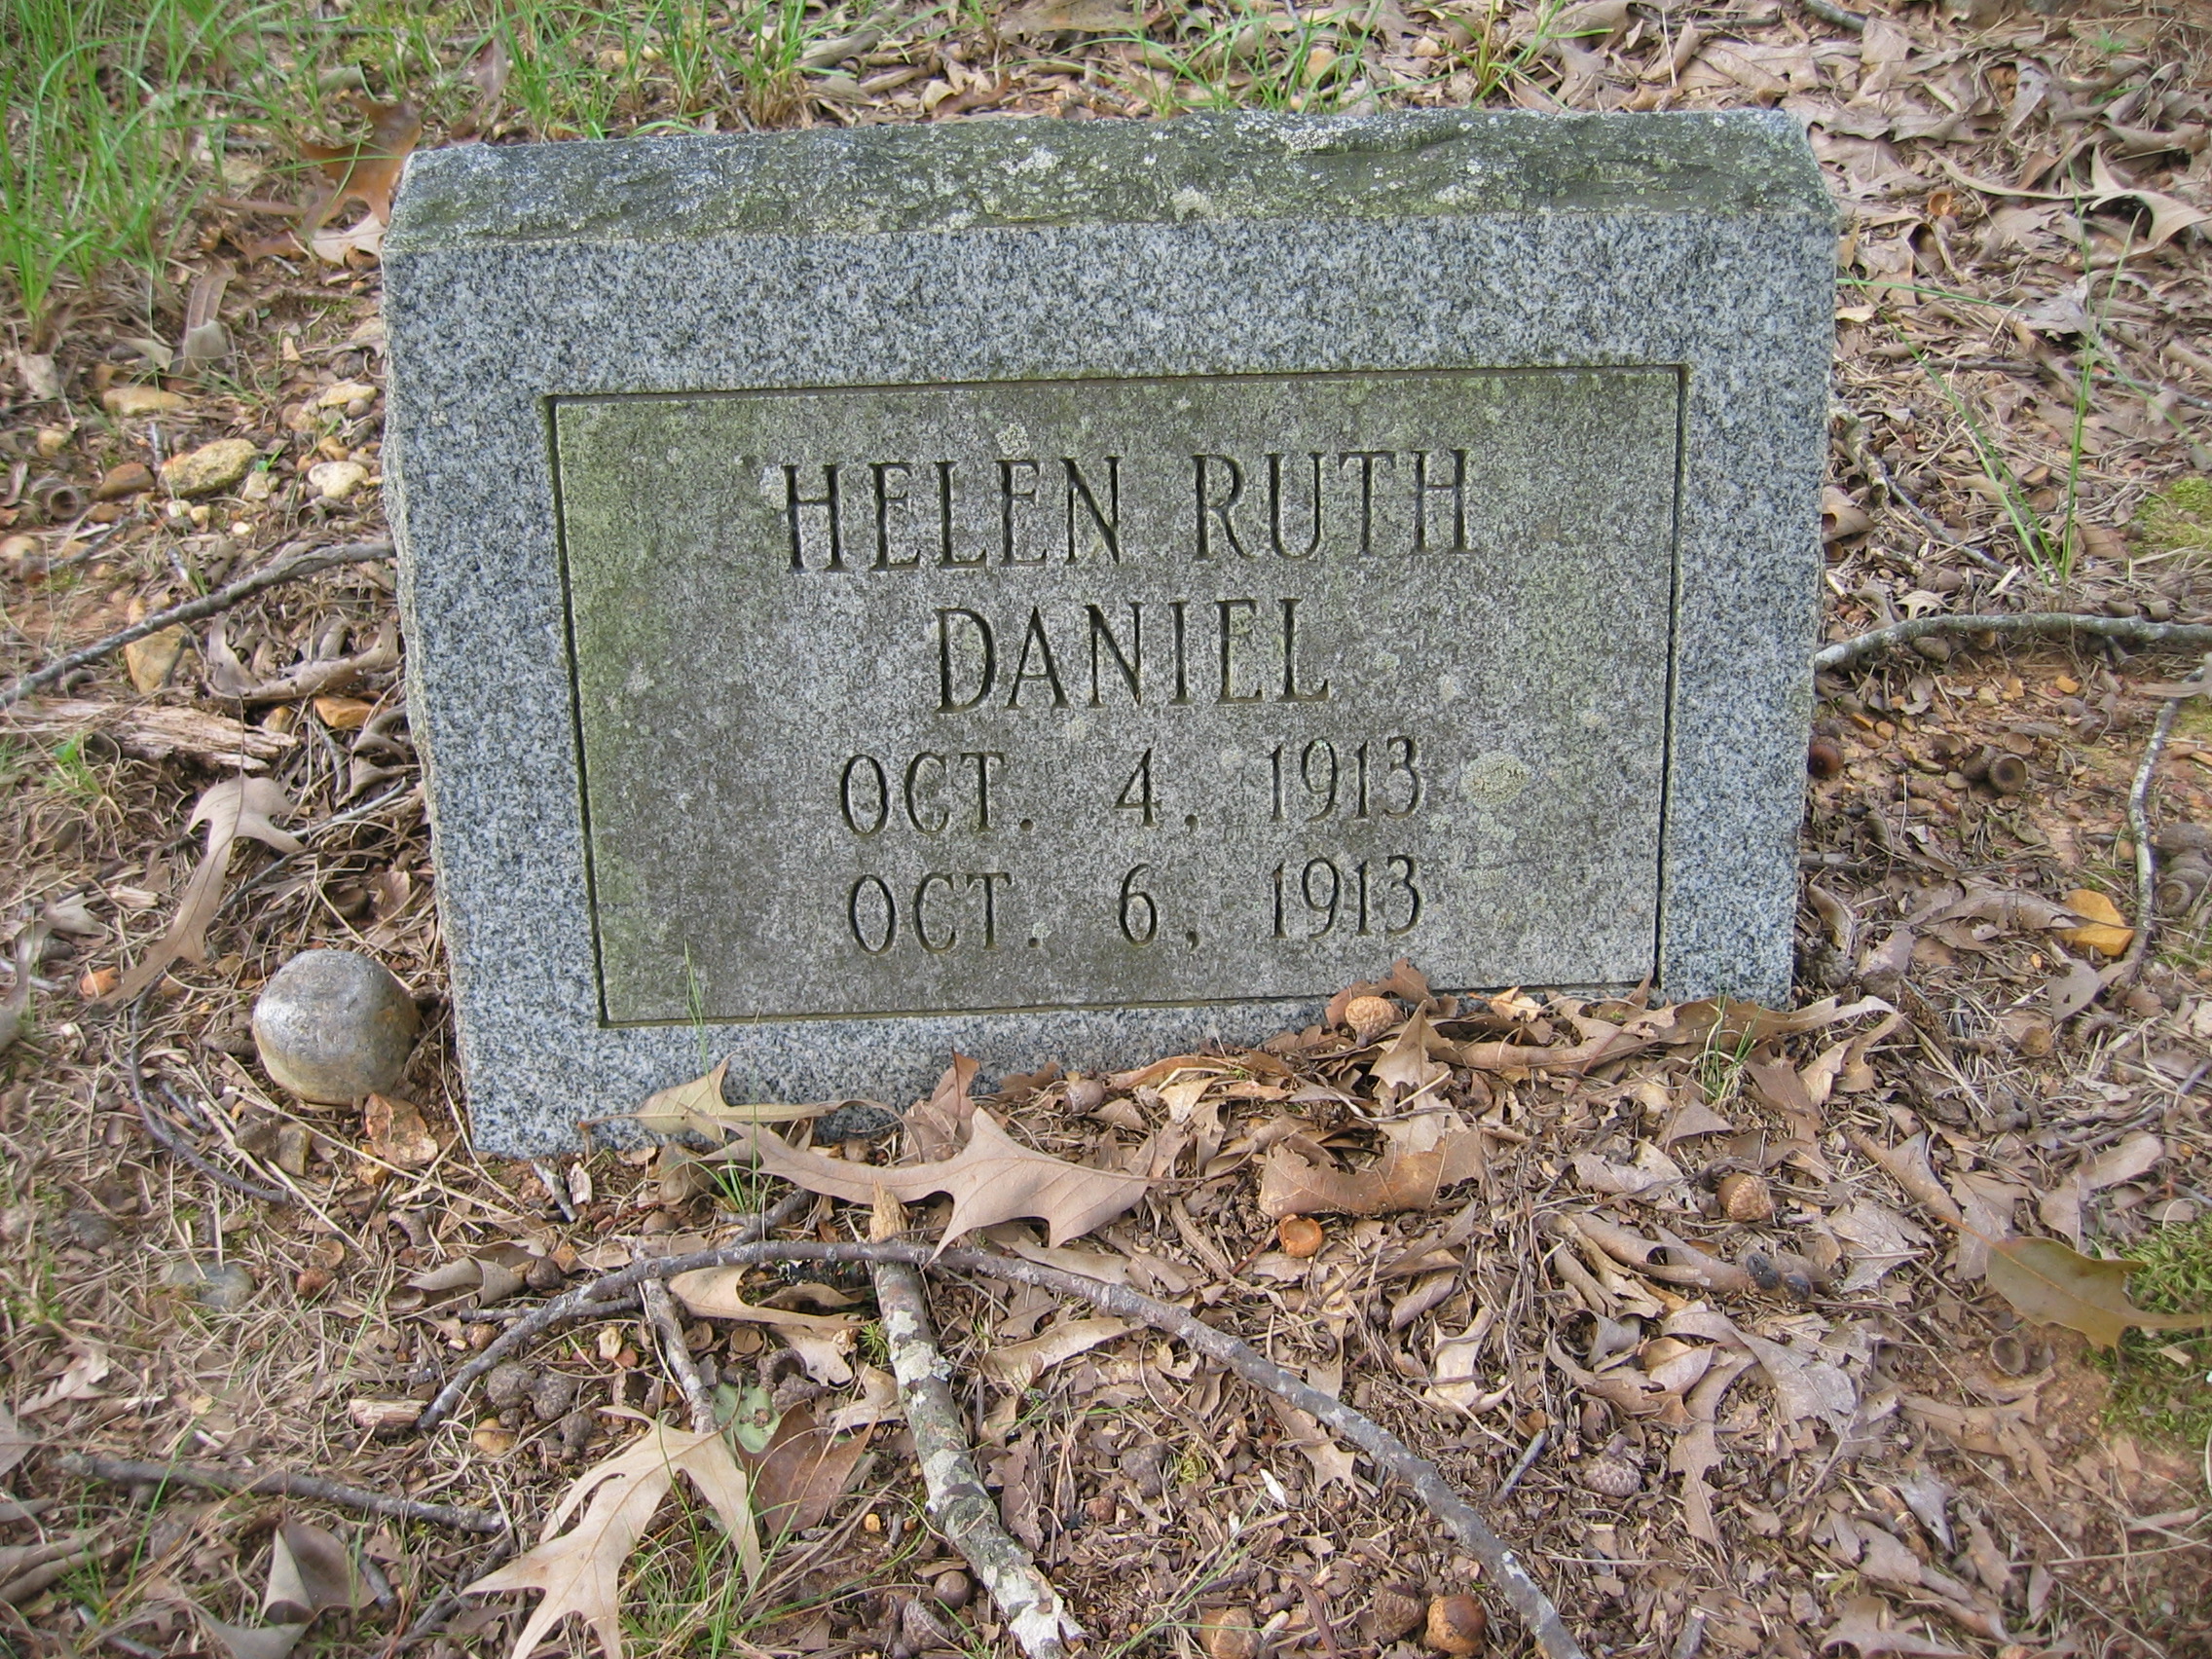 HELEN RUTH
DANIEL
OCT. 4, 1913
OCT. 6, 1913